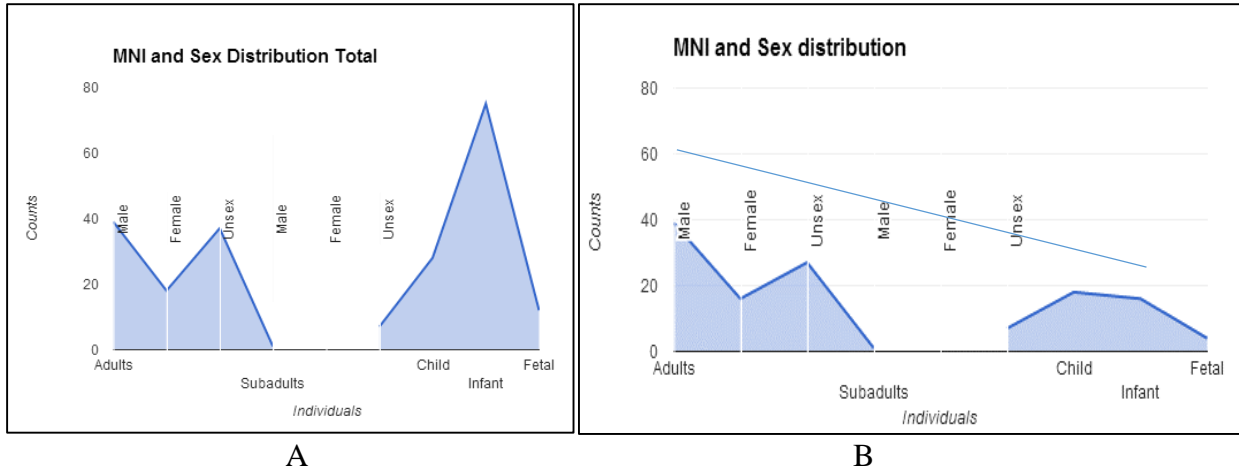 MNI and Sex Distribution Total
80
60
40
20
0
Counts
Male
Female
Unsex
Male
Female
Unsex
Adults
Subadults
Child
Infant
Fetal
Individuals
A
MNI and Sex distribution
80
60
40
20
0
Counts
Male
Female
Unsex
Male
Female
Unsex
Adults
Subadults
Child
Infant
Fetal
Individuals
B